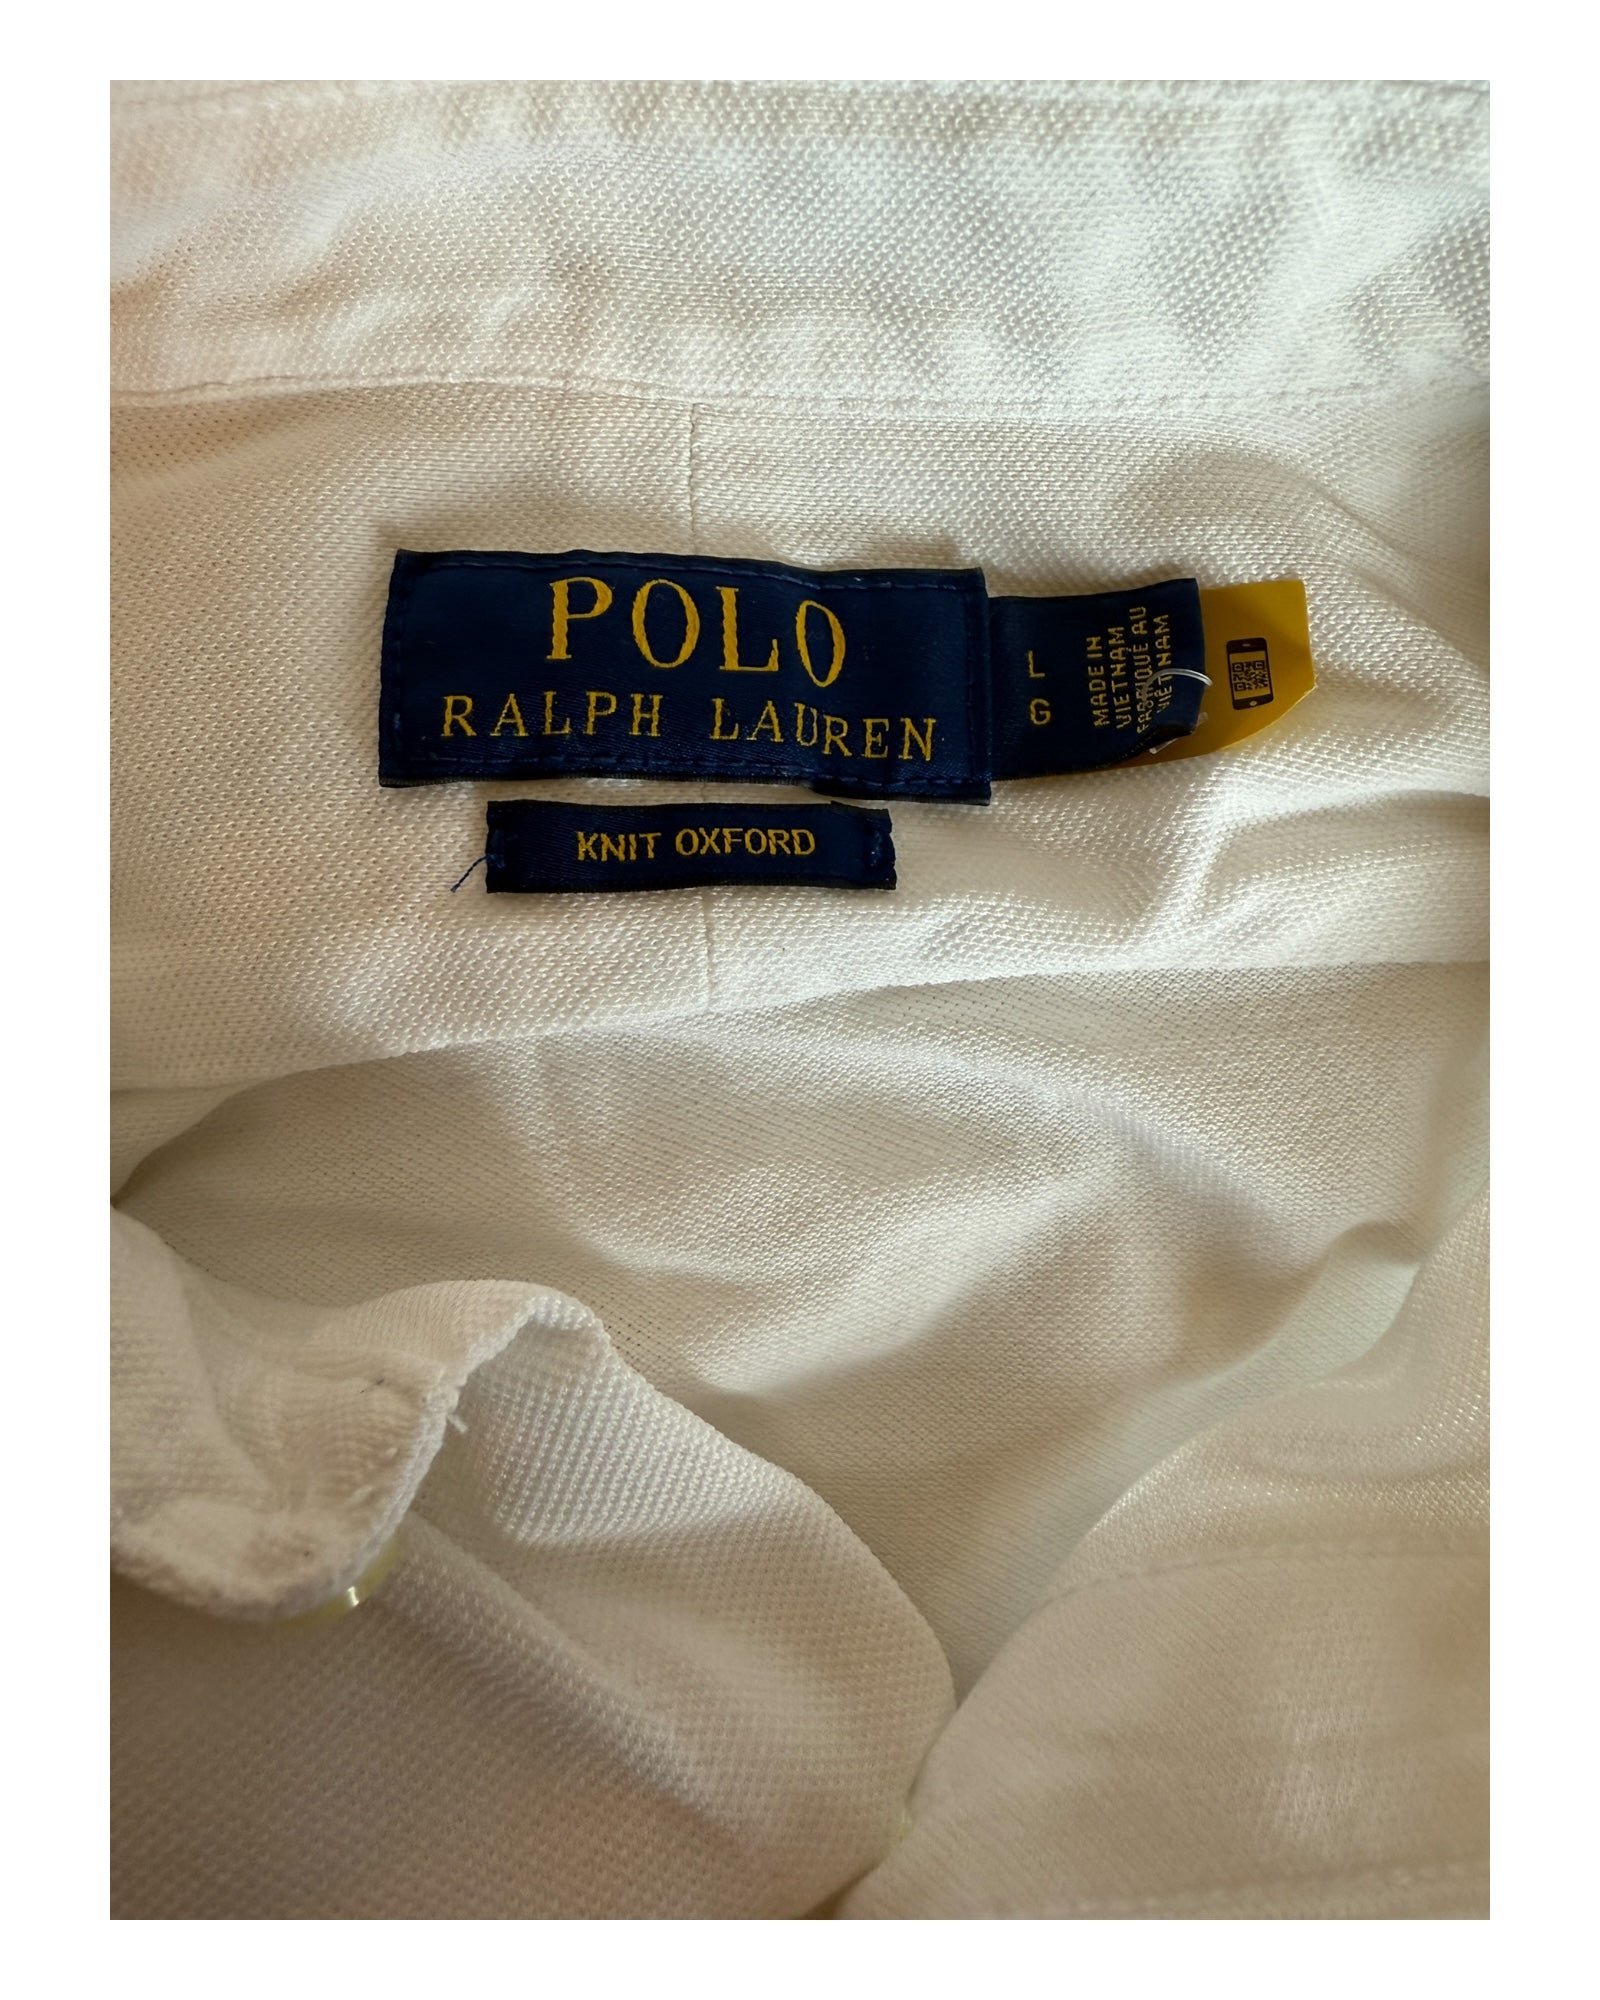 POLO
RALPH LAUREN
KNIT OXFORD
L
G
MADE IN
VIETNAM
FABRIQUE AU
VIETNAM